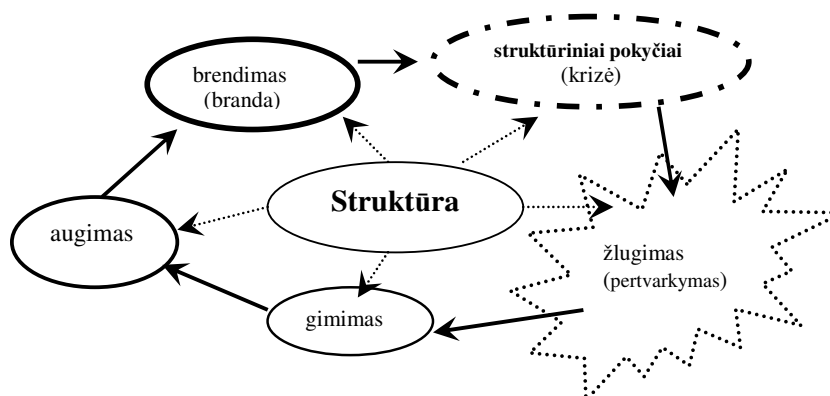 struktūriniai pokyčiai
(krizė)
brendimas
(branda)
Struktūra
augimas
žlugimas
(pertvarkymas)
gimimas